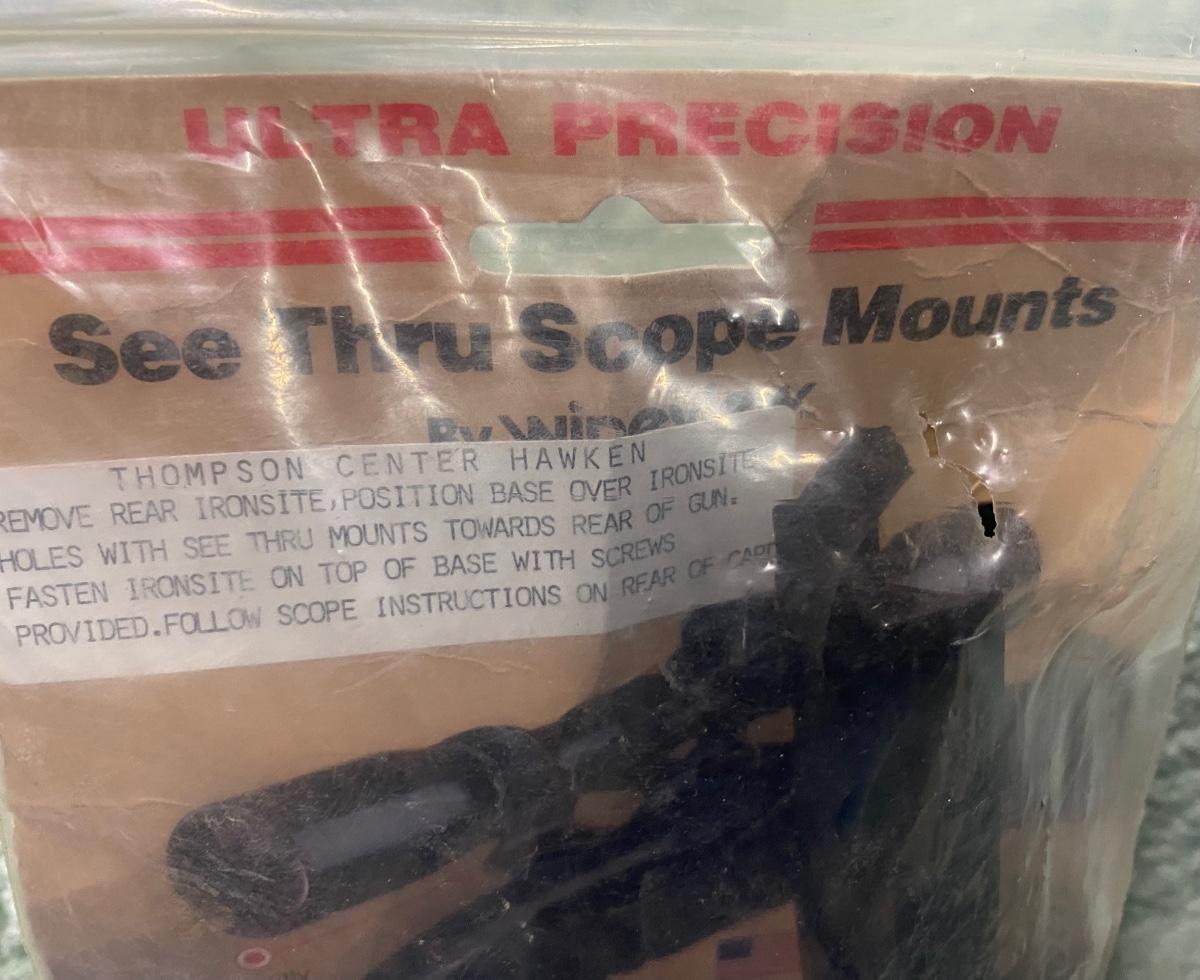 ULTRA PRECISION
See Thru Scope Mounts
By
THOMPSON CENTER HAWKEN
REMOVE REAR IRONSITE,POSITION BASE OVER IRONSITE
HOLES WITH SEE THRU MOUNTS TOWARDS REAR OF GUN.
FASTEN IRONSITE ON TOP OF BASE WITH SCREWS
PROVIDED.FOLLOW SCOPE INSTRUCTIONS ON REAR OF CARD